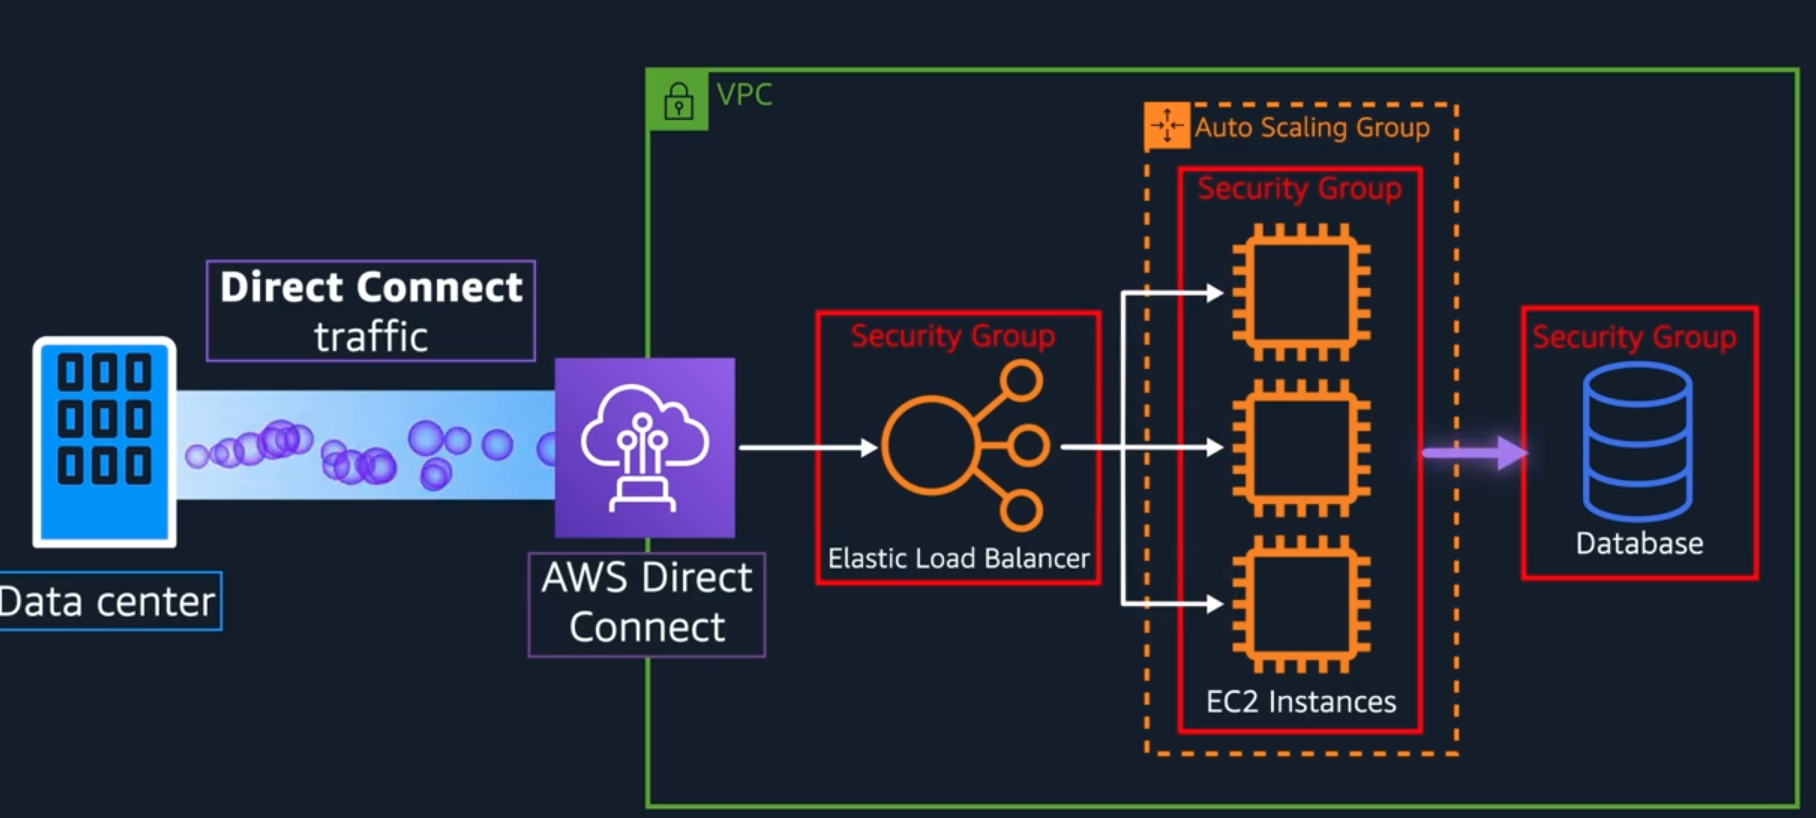 VPC
Auto Scaling Group
Security Group
Direct Connect
traffic
Security Group
Security Group
Elastic Load Balancer
Database
AWS Direct
Connect
Data center
EC2 Instances